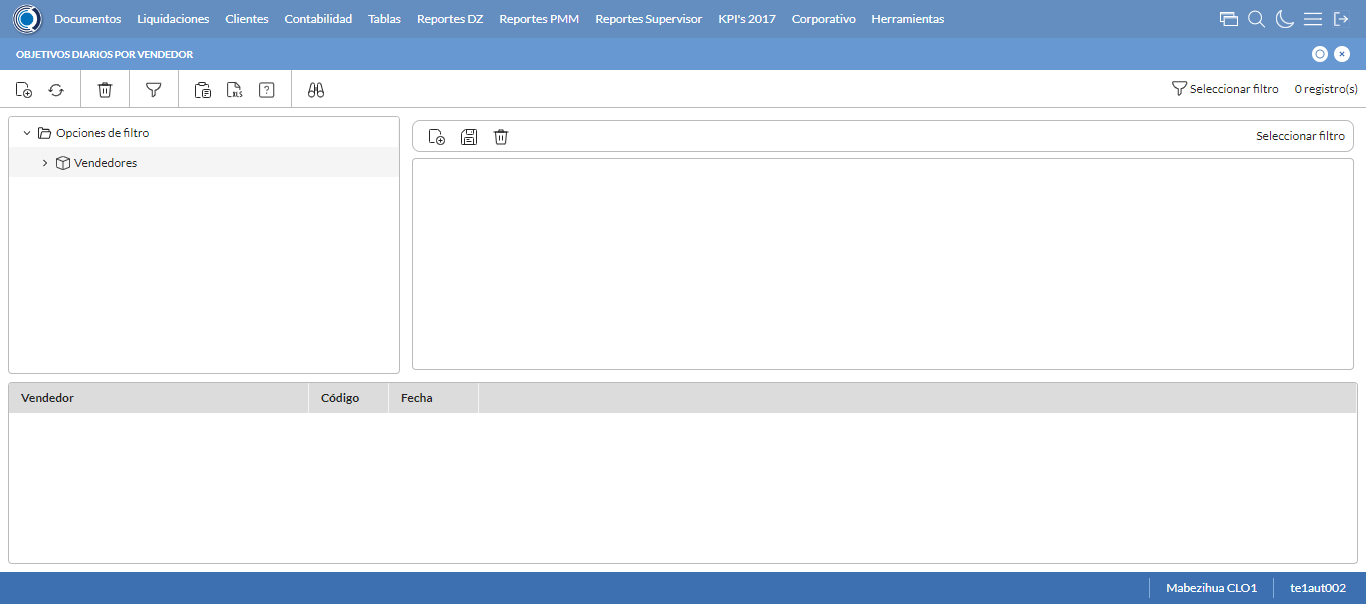 Documentos Liquidaciones Clientes Contabilidad Tablas Reportes DZ Reportes PMM Reportes Supervisor KPI's 2017 Corporativo Herramientas
OBJETIVOS DIARIOS POR VENDEDOR
XLS ? Seleccionar filtro 0 registro(s)
Opciones de filtro
Vendedores
Seleccionar filtro
Vendedor Código Fecha
Mabezihua CLO1 te1aut002